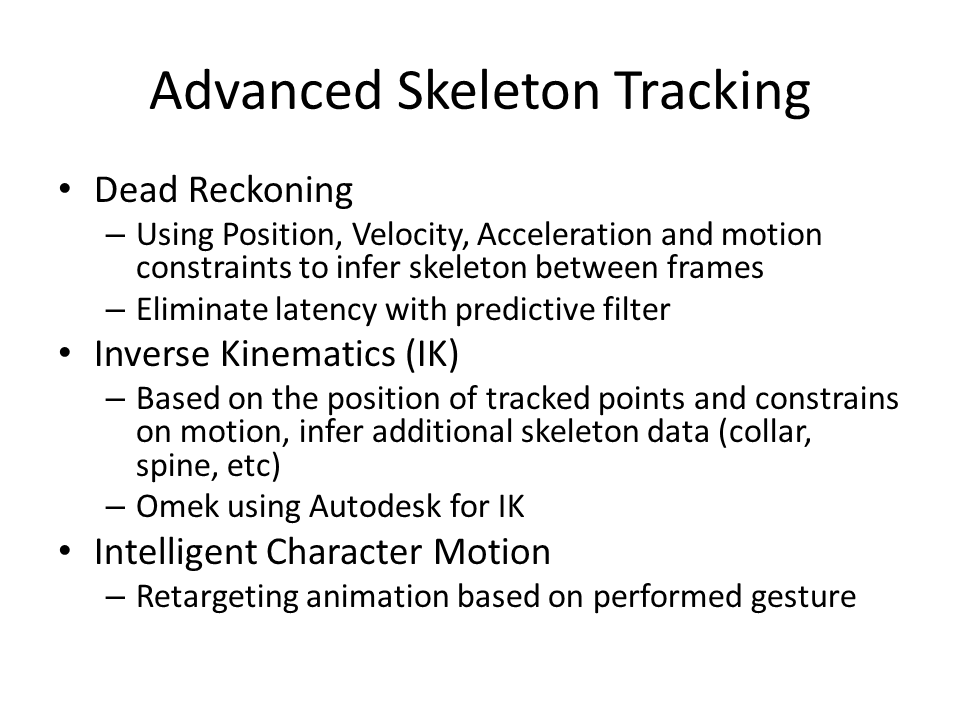 Advanced Skeleton Tracking
• Dead Reckoning
– Using Position, Velocity, Acceleration and motion
constraints to infer skeleton between frames
– Eliminate latency with predictive filter
• Inverse Kinematics (IK)
– Based on the position of tracked points and constrains
on motion, infer additional skeleton data (collar,
spine, etc)
– Omek using Autodesk for IK
• Intelligent Character Motion
– Retargeting animation based on performed gesture